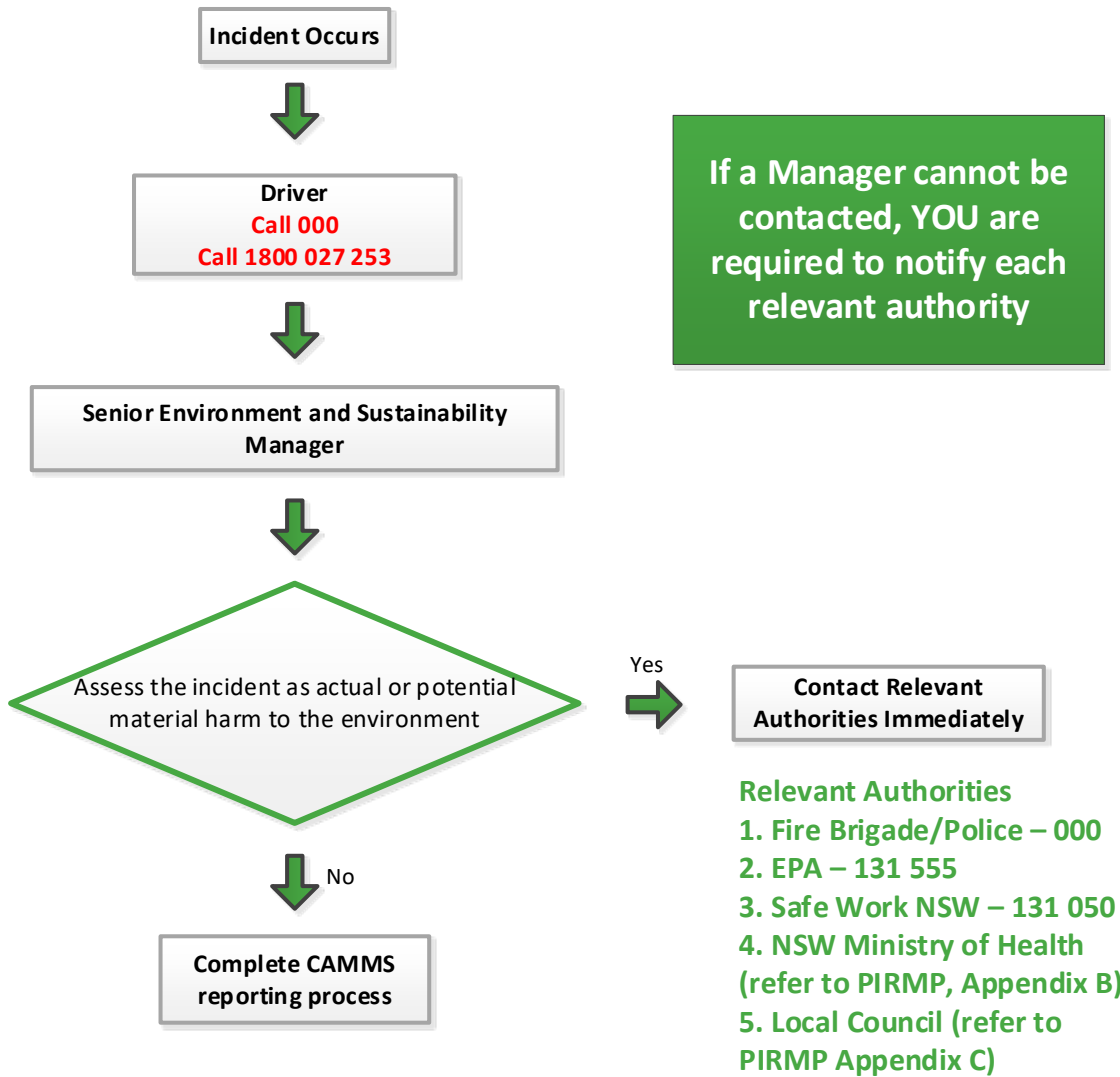 Incident Occurs
Driver
Call 000
Call 1800 027 253
If a Manager cannot be
contacted, YOU are
required to notify each
relevant authority
Senior Environment and Sustainability
Manager
Assess the incident as actual or potential
material harm to the environment
Yes
Contact Relevant
Authorities Immediately
Relevant Authorities
1. Fire Brigade/Police – 000
2. EPA – 131 555
3. Safe Work NSW – 131 050
4. NSW Ministry of Health
(refer to PIRMP, Appendix B)
5. Local Council (refer to
PIRMP Appendix C)
No
Complete CAMMS
reporting process